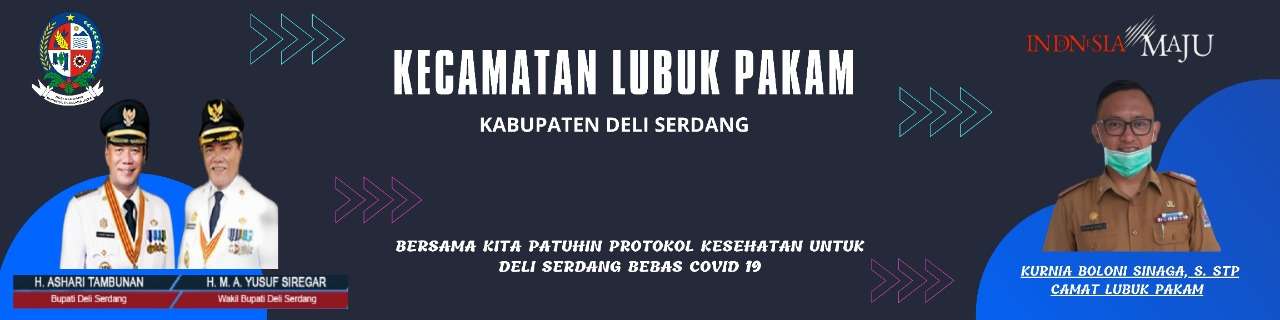 KECAMATAN LUBUK PAKAM
KABUPATEN DELI SERDANG
BERSAMA KITA PATUHIN PROTOKOL KESEHATAN UNTUK
DELI SERDANG BEBAS COVID 19
H. ASHARI TAMBUNAN
Bupati Deli Serdang
H. M. A. YUSUF SIREGAR
Wakil Bupati Deli Serdang
INDONESIA MAJU
KURNIA BOLONI SINAGA, S. STP
CAMAT LUBUK PAKAM